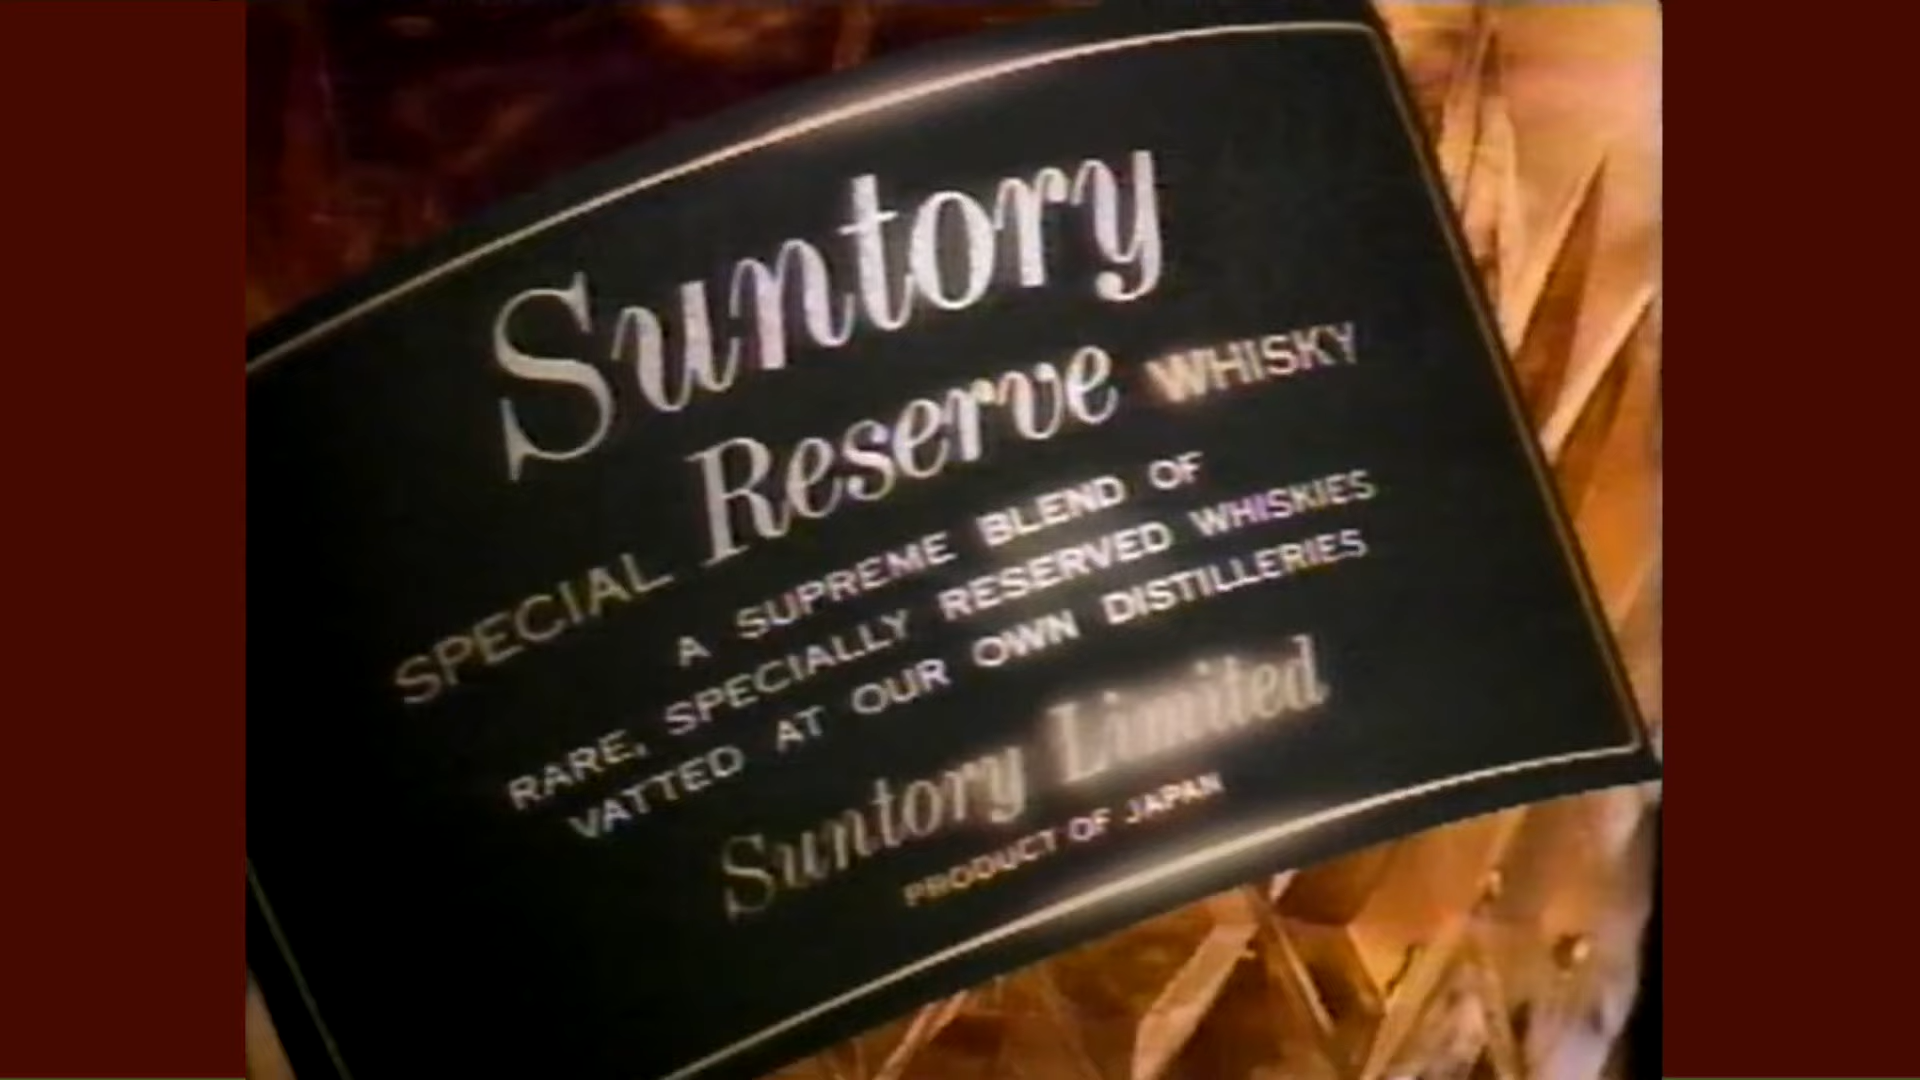 Suntory
SPECIAL Reserve WHISKY
A SUPREME BLEND OF
RARE, SPECIALLY RESERVED WHISKIES
VATTED AT OUR OWN DISTILLERIES
Suntory Limited
PRODUCT OF JAPAN